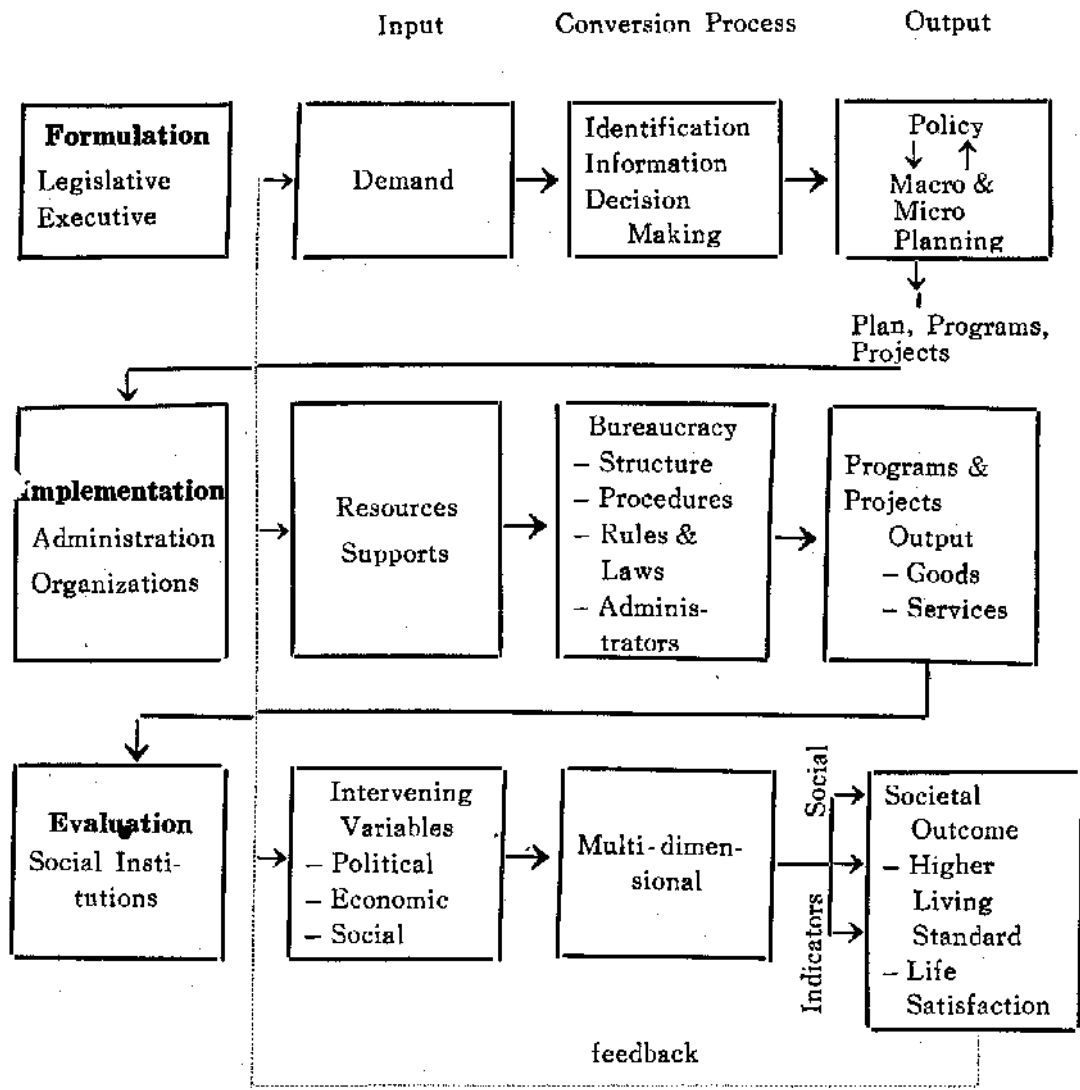 Input
Conversion Process
Output
Formulation
Legislative
Executive
Demand
Identification
Information
Decision
Making
Policy
Macro &
Micro
Planning
Plan, Programs,
Projects
Implementation
Administration
Organizations
Resources
Supports
Bureaucracy
– Structure
– Procedures
– Rules &
Laws
– Adminis-
trators
Programs &
Projects
Output
– Goods
– Services
Evaluation
Social Insti-
tutions
Intervening
Variables
– Political
– Economic
– Social
Multi-dimen-
sional
Social
Indicators
Societal
Outcome
– Higher
Living
Standard
– Life
Satisfaction
feedback